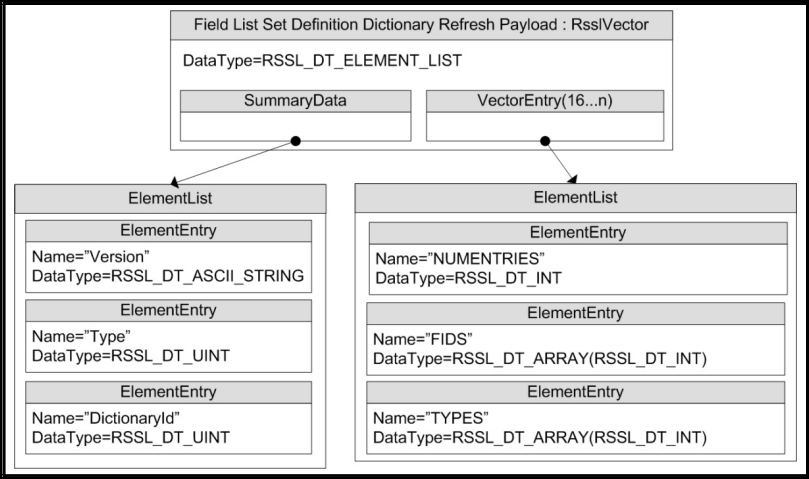 Field List Set Definition Dictionary Refresh Payload : RsslVector
DataType=RSSL_DT_ELEMENT_LIST
SummaryData
VectorEntry(16...n)
ElementList
ElementEntry
Name=”Version”
DataType=RSSL_DT_ASCII_STRING
ElementEntry
Name=”Type”
DataType=RSSL_DT_UINT
ElementEntry
Name=”DictionaryId”
DataType=RSSL_DT_UINT
ElementList
ElementEntry
Name=”NUMENTRIES”
DataType=RSSL_DT_INT
ElementEntry
Name=”FIDS”
DataType=RSSL_DT_ARRAY(RSSL_DT_INT)
ElementEntry
Name=”TYPES”
DataType=RSSL_DT_ARRAY(RSSL_DT_INT)